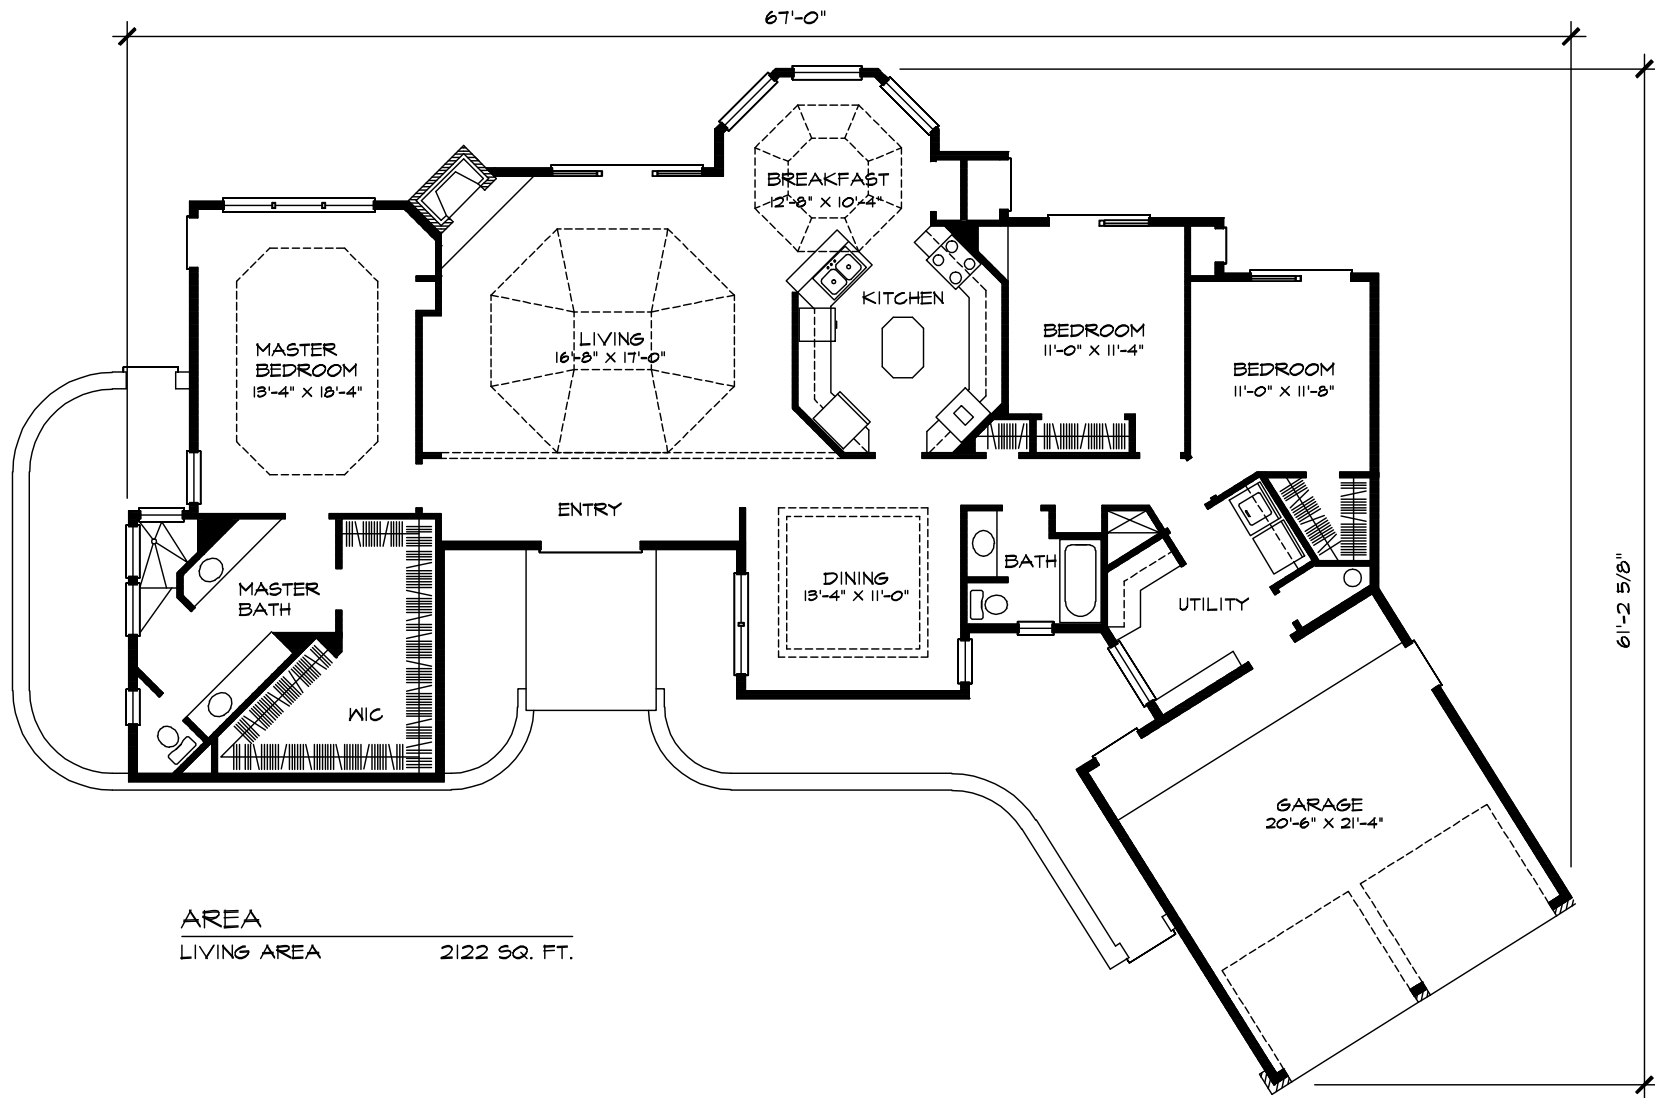 67'-0"
BREAKFAST
12'-8" X 10'-4"
KITCHEN
LIVING
16'-8" X 17'-0"
MASTER
BEDROOM
13'-4" X 18'-4"
BEDROOM
11'-0" X 11'-4"
BEDROOM
11'-0" X 11'-8"
ENTRY
MASTER
BATH
DINING
13'-4" X 11'-0"
BATH
UTILITY
61'-2 5/8"
WIC
GARAGE
20'-6" X 21'-4"
AREA
LIVING AREA 2122 SQ. FT.